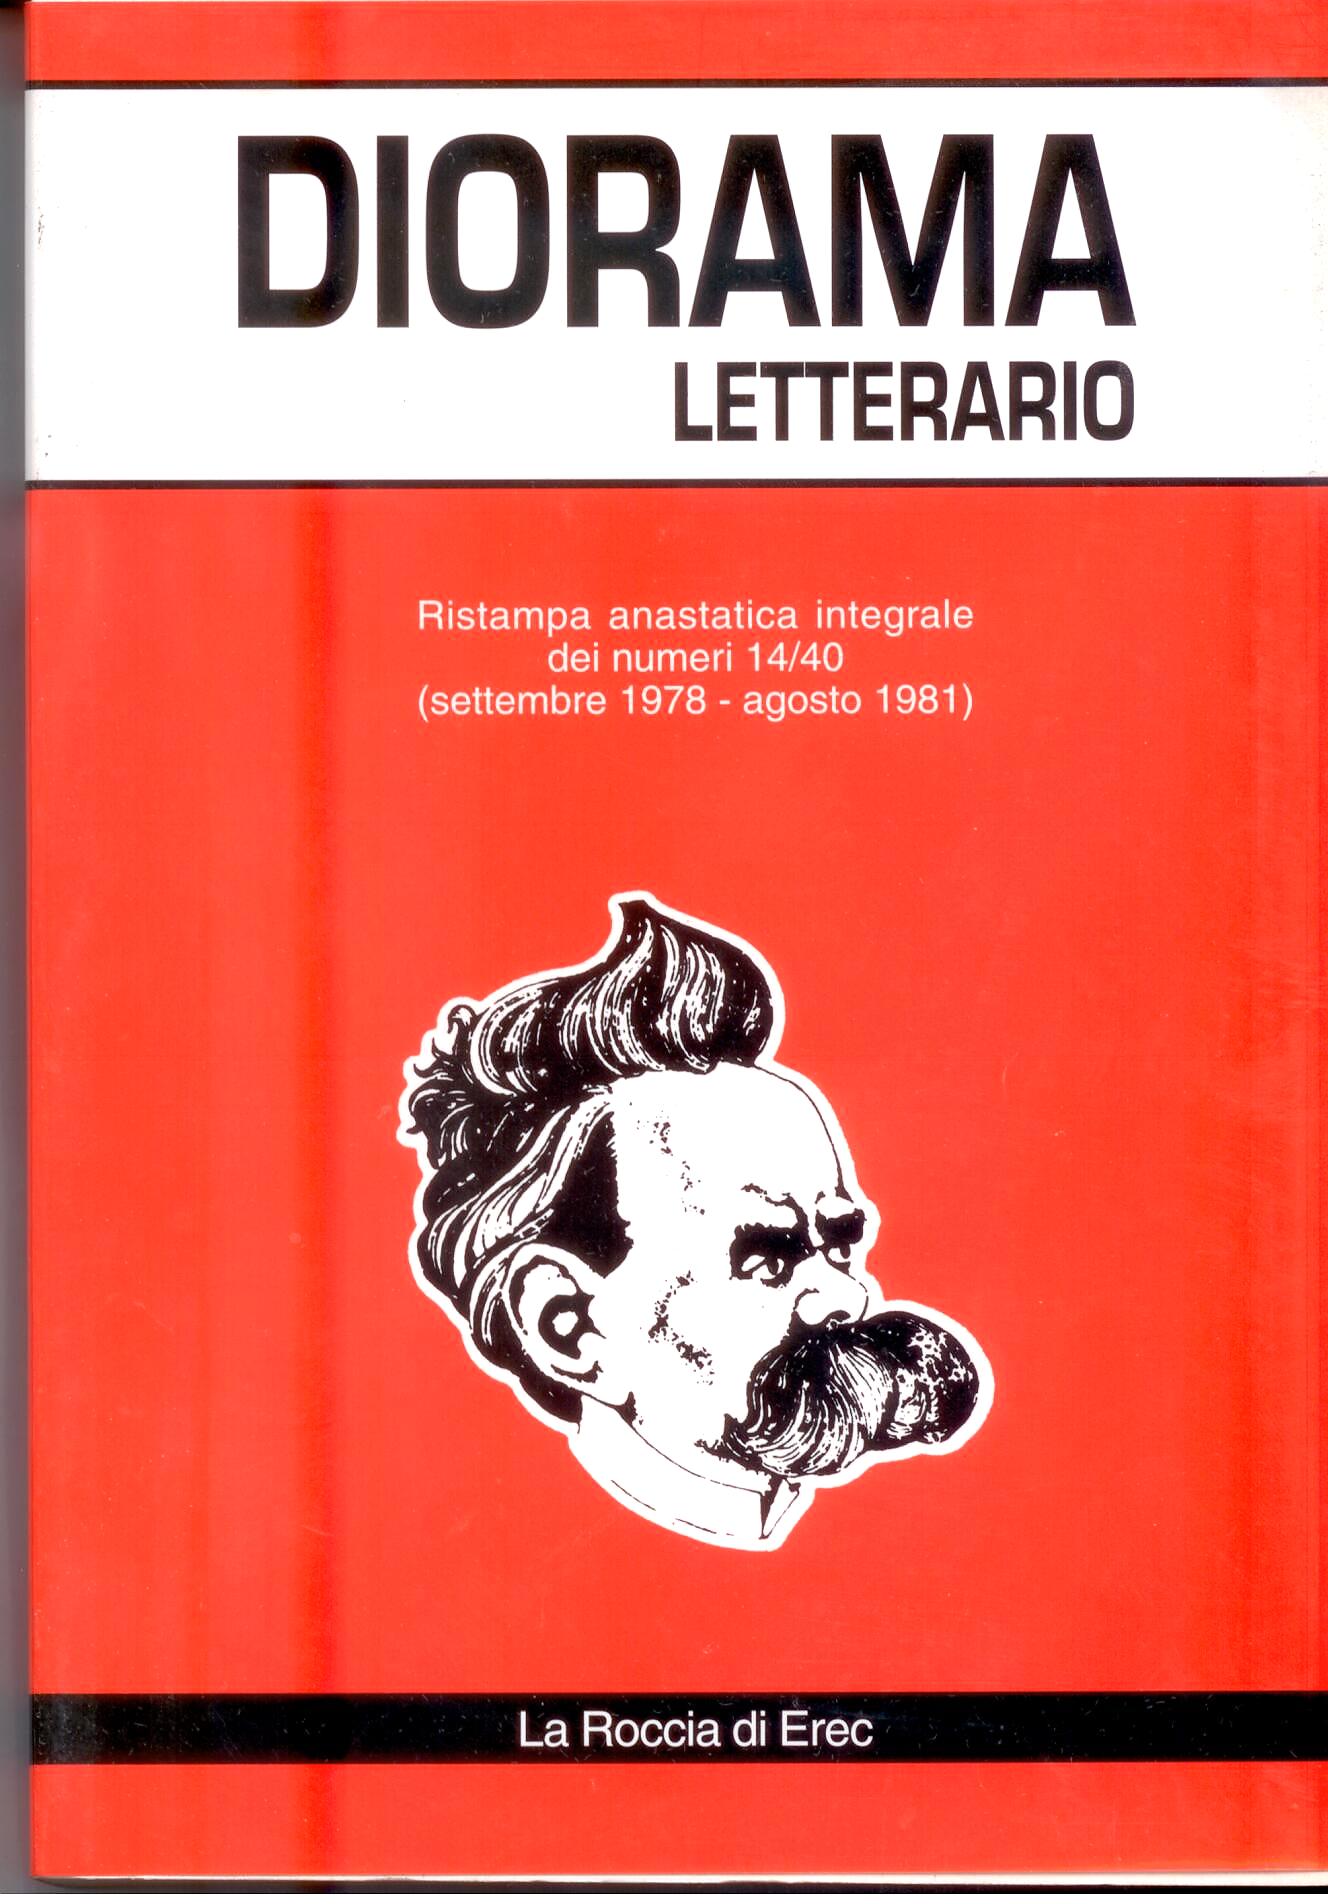 DIORAMA
LETTERARIO
Ristampa anastatica integrale
dei numeri 14/40
(settembre 1978 - agosto 1981)
La Roccia di Erec